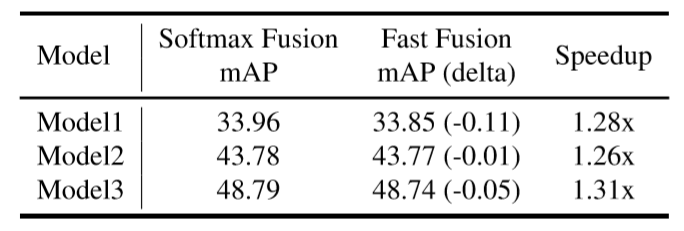 Model Softmax Fusion mAP Fast Fusion mAP (delta) Speedup
Model1 33.96 33.85 (-0.11) 1.28x
Model2 43.78 43.77 (-0.01) 1.26x
Model3 48.79 48.74 (-0.05) 1.31x